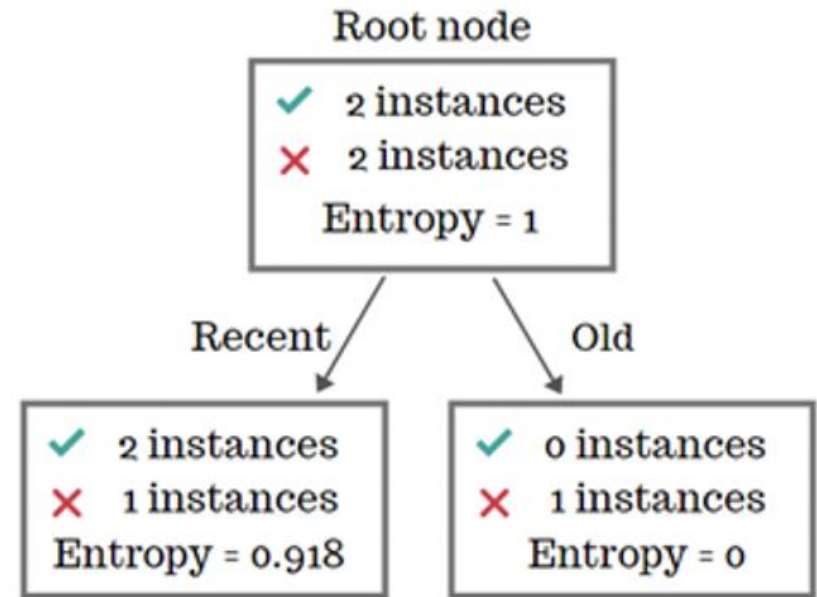 Root node
2 instances
2 instances
Entropy = 1
Recent
Old
2 instances
1 instances
Entropy = 0.918
0 instances
1 instances
Entropy = 0